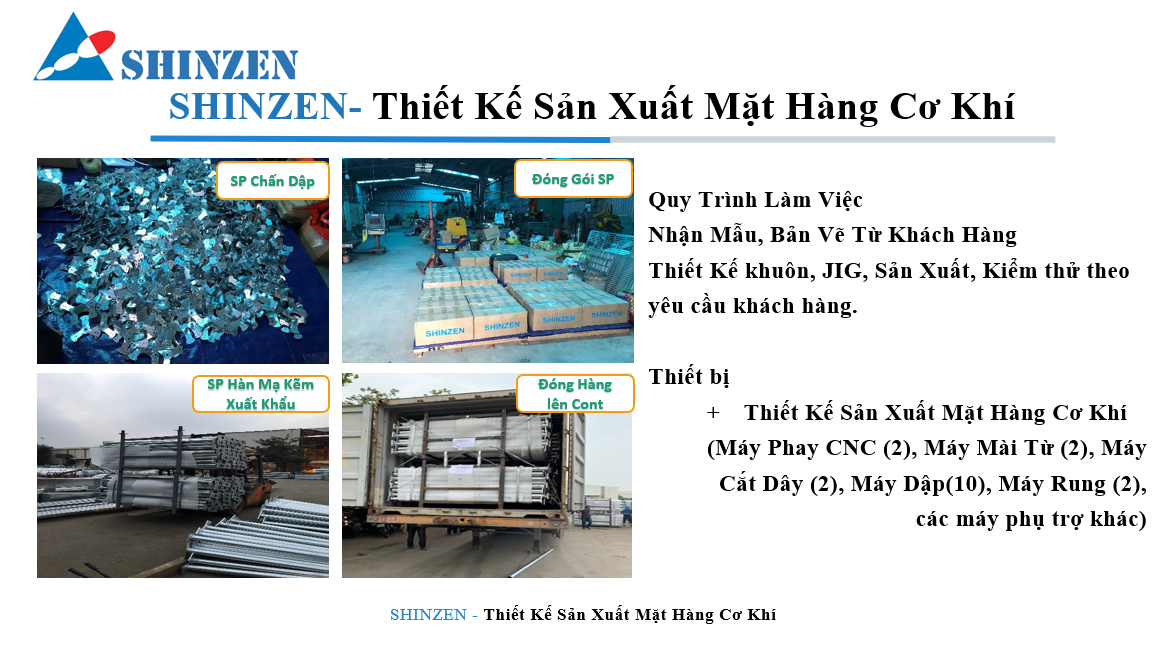 SHINZEN
SHINZEN- Thiết Kế Sản Xuất Mặt Hàng Cơ Khí
SP Chấn Dập
Đóng Gói SP
SHINZEN
SHINZEN
SHINZEN
SHINZEN
SP Hàn Mạ Kẽm
Xuất Khẩu
Đóng Hàng
lên Cont
Quy Trình Làm Việc
Nhận Mẫu, Bản Vẽ Từ Khách Hàng
Thiết Kế khuôn, JIG, Sản Xuất, Kiểm thử theo
yêu cầu khách hàng.
Thiết bị
+ Thiết Kế Sản Xuất Mặt Hàng Cơ Khí
(Máy Phay CNC (2), Máy Mài Từ (2), Máy
Cắt Dây (2), Máy Dập(10), Máy Rung (2),
các máy phụ trợ khác)
SHINZEN - Thiết Kế Sản Xuất Mặt Hàng Cơ Khí